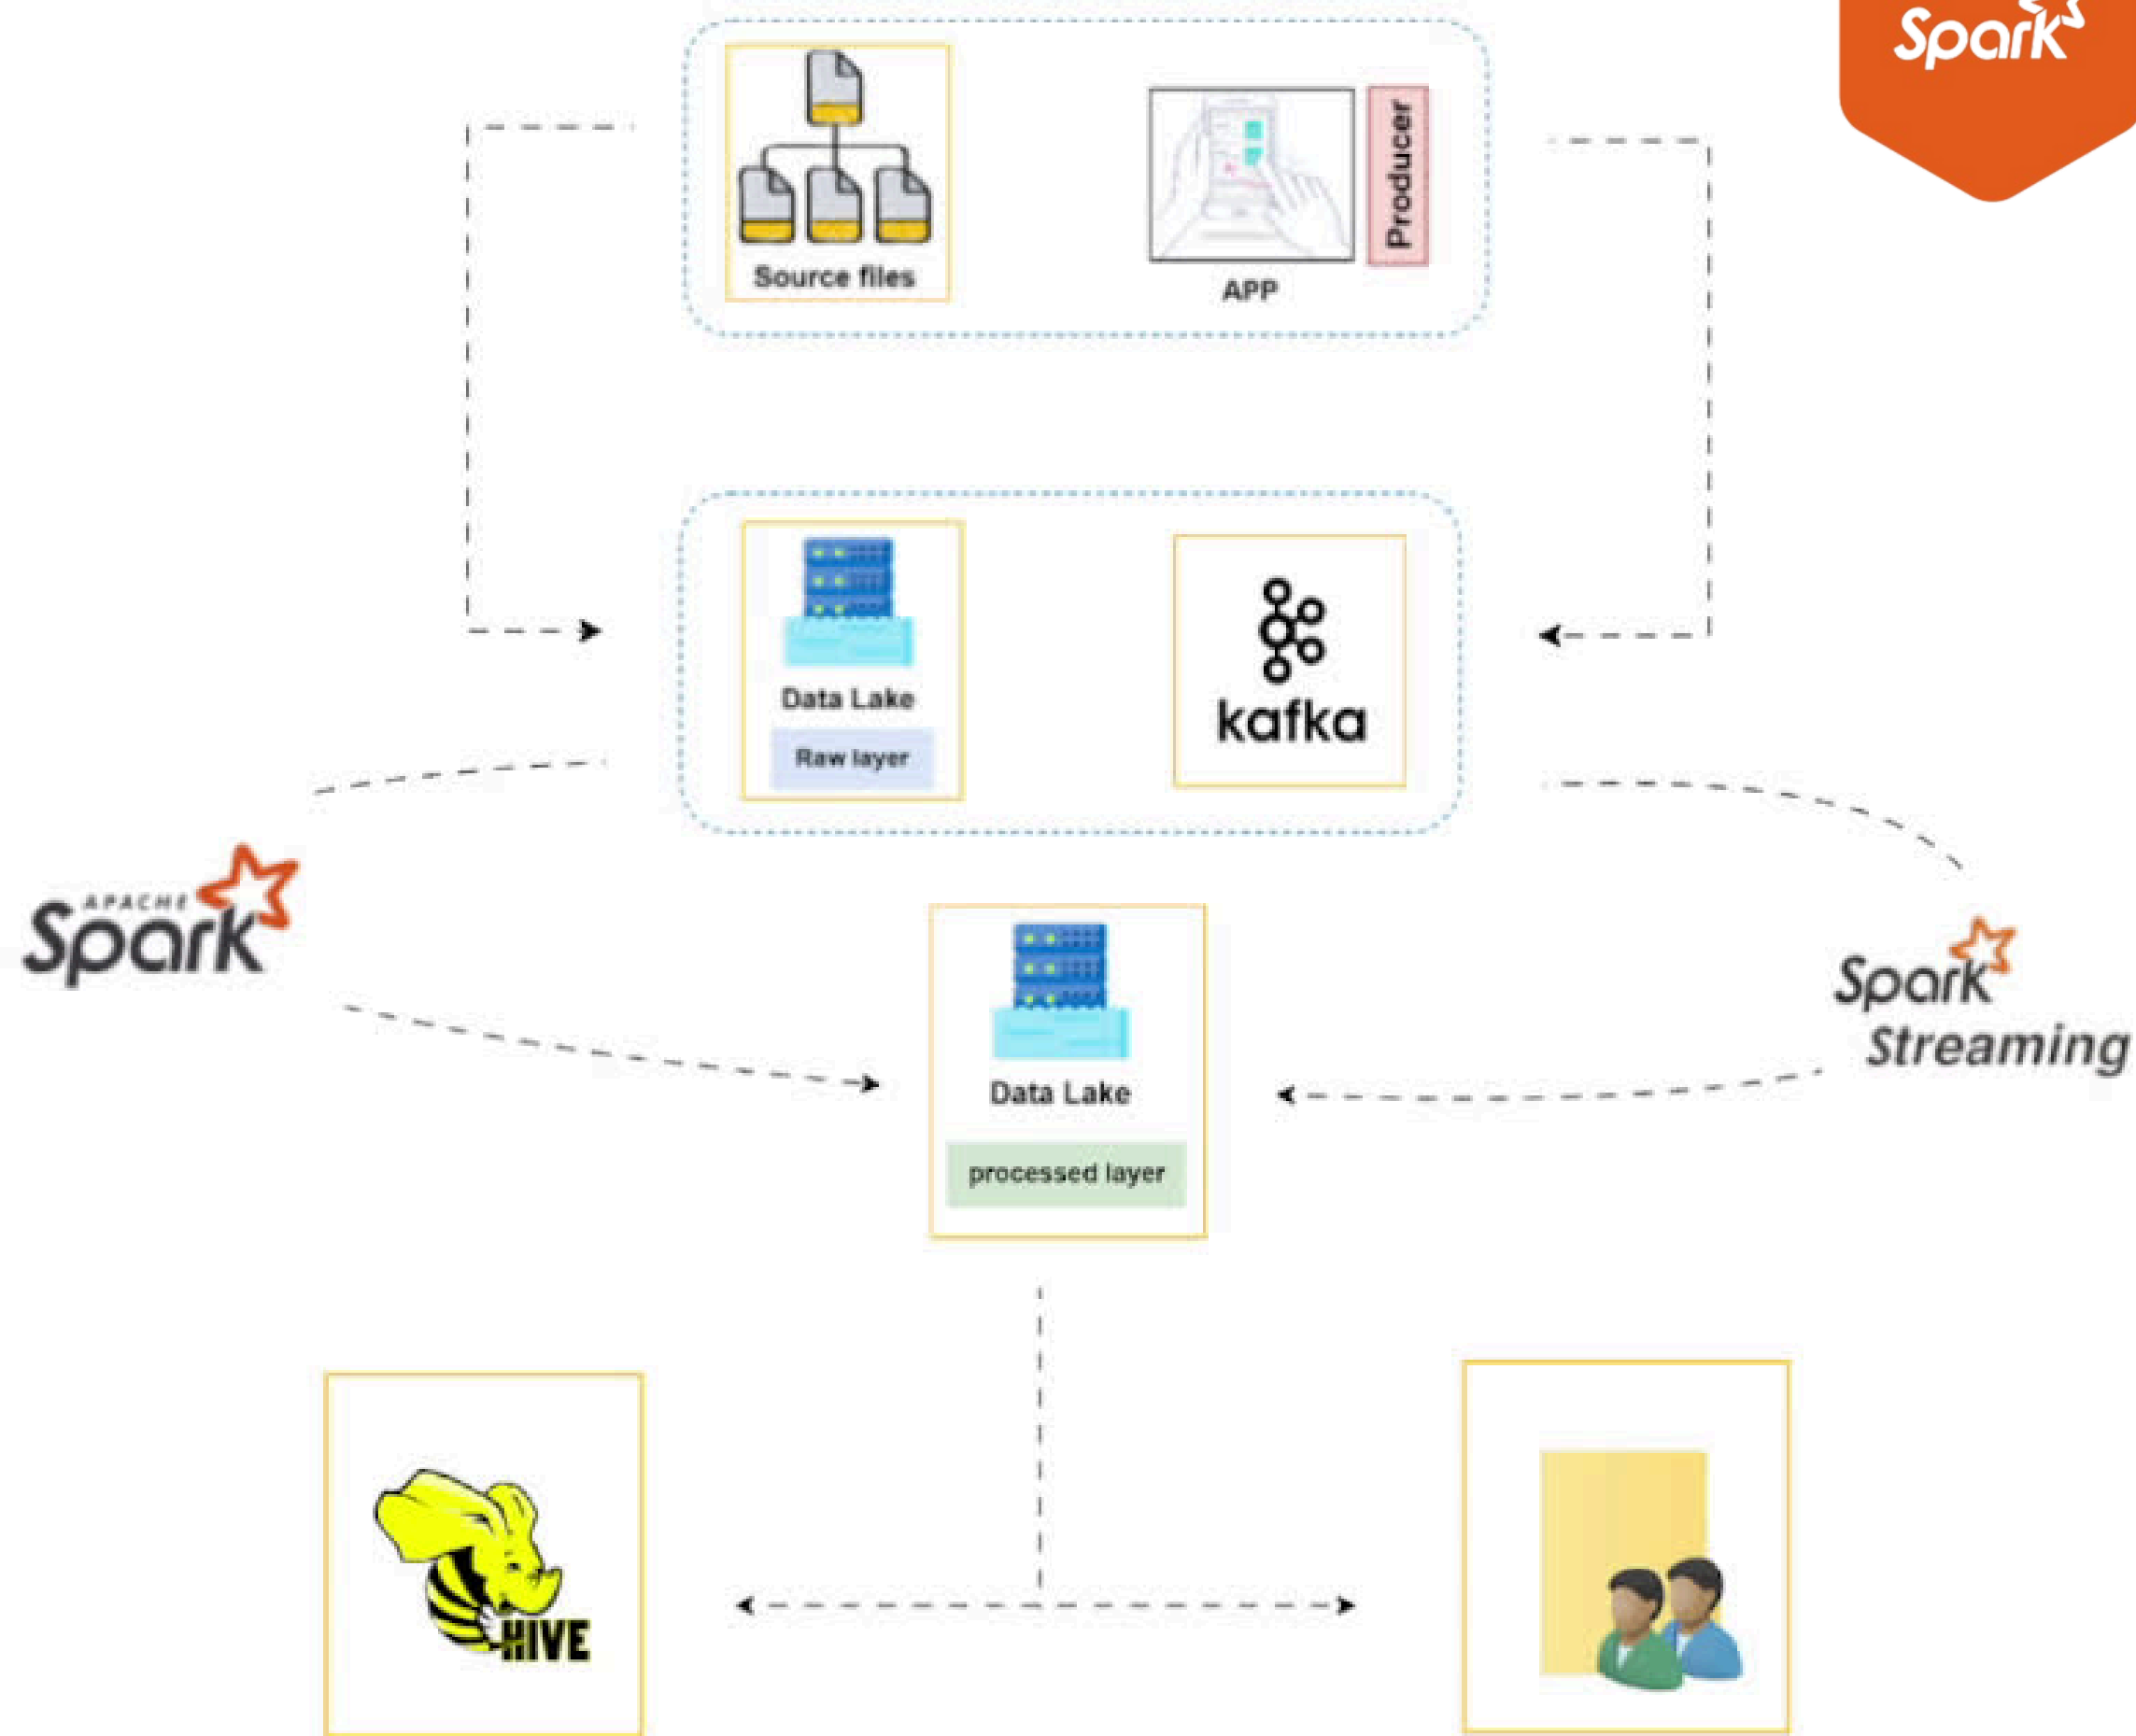 Spark
Producer
Source files
APP
Data Lake
Raw layer
kafka
APACHE
Spark
Data Lake
processed layer
Spark
Streaming
HIVE